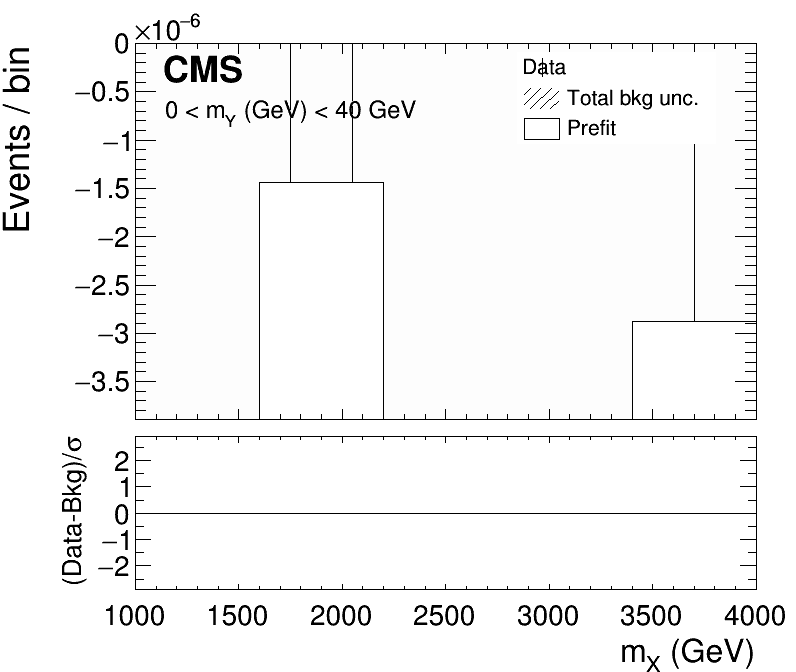 ×10⁻⁶
Events / bin
CMS
0 < mY (GeV) < 40 GeV
Data
Total bkg unc.
Prefit
0
−0.5
−1
−1.5
−2
−2.5
−3
−3.5
(Data-Bkg)/σ
2
1
0
−1
−2
1000 1500 2000 2500 3000 3500 4000
mX (GeV)